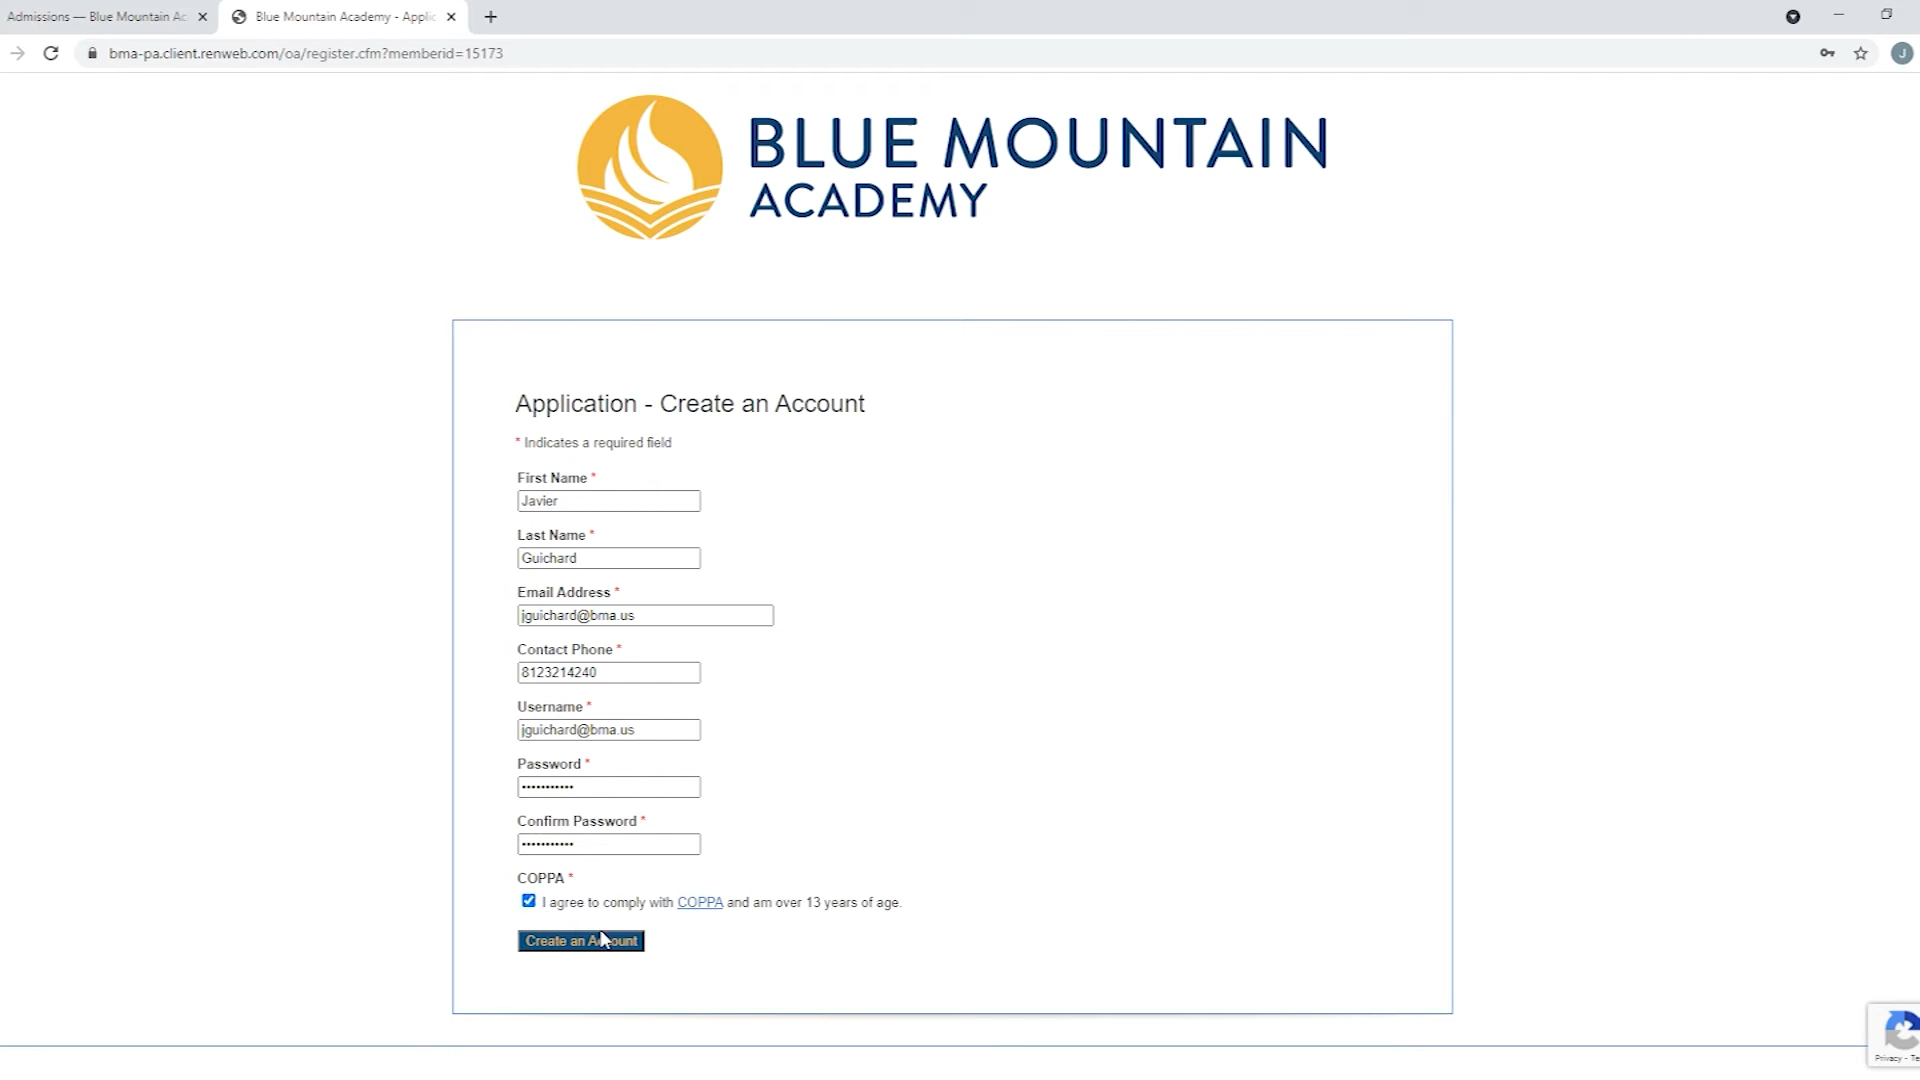 Admissions — Blue Mountain Ac
Blue Mountain Academy - Applic
bma-pa.client.renweb.com/oa/register.cfm?memberid=15173
J
BLUE MOUNTAIN
ACADEMY
Application - Create an Account
* Indicates a required field
First Name *
Javier
Last Name *
Guichard
Email Address *
jguichard@bma.us
Contact Phone *
8123214240
Username *
jguichard@bma.us
Password *
•••••••••••
Confirm Password *
•••••••••••
COPPA *
I agree to comply with COPPA and am over 13 years of age.
Create an Account
Privacy - Te